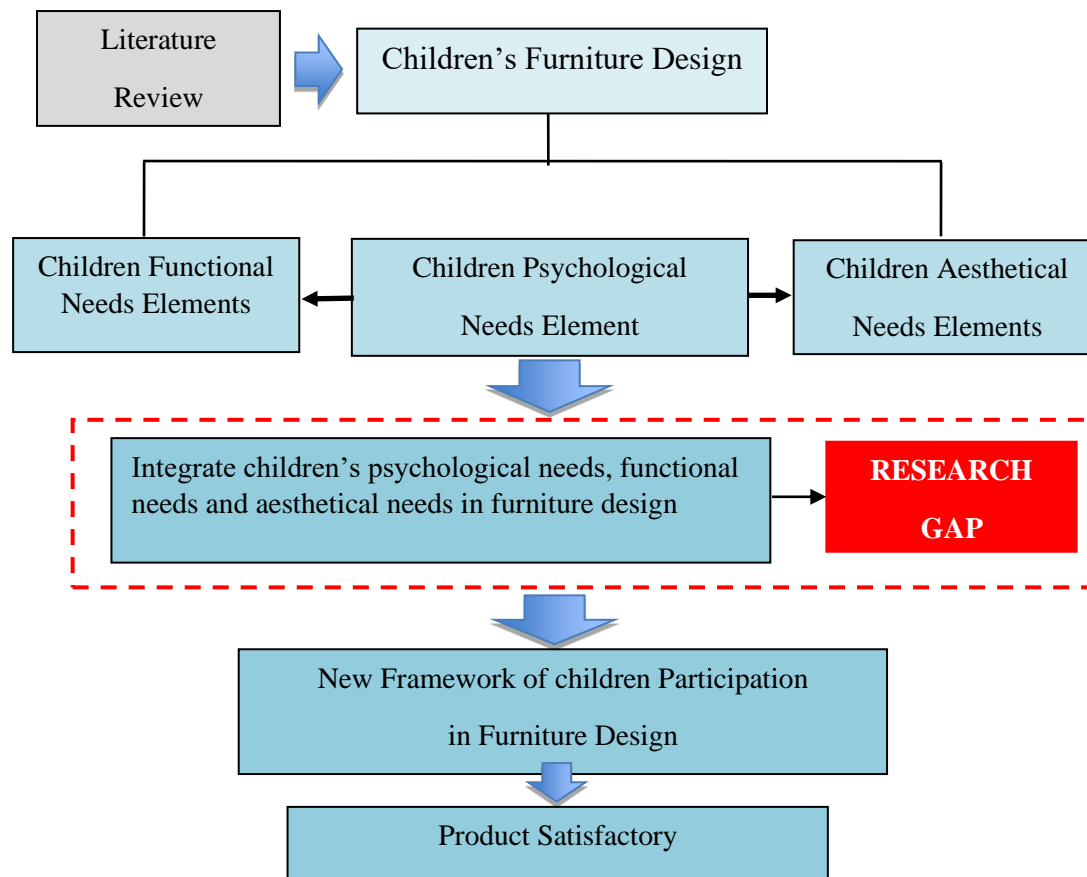 Literature
Review
Children’s Furniture Design
Children Functional
Needs Elements
Children Psychological
Needs Element
Children Aesthetical
Needs Elements
Integrate children’s psychological needs, functional
needs and aesthetical needs in furniture design
RESEARCH
GAP
New Framework of children Participation
in Furniture Design
Product Satisfactory